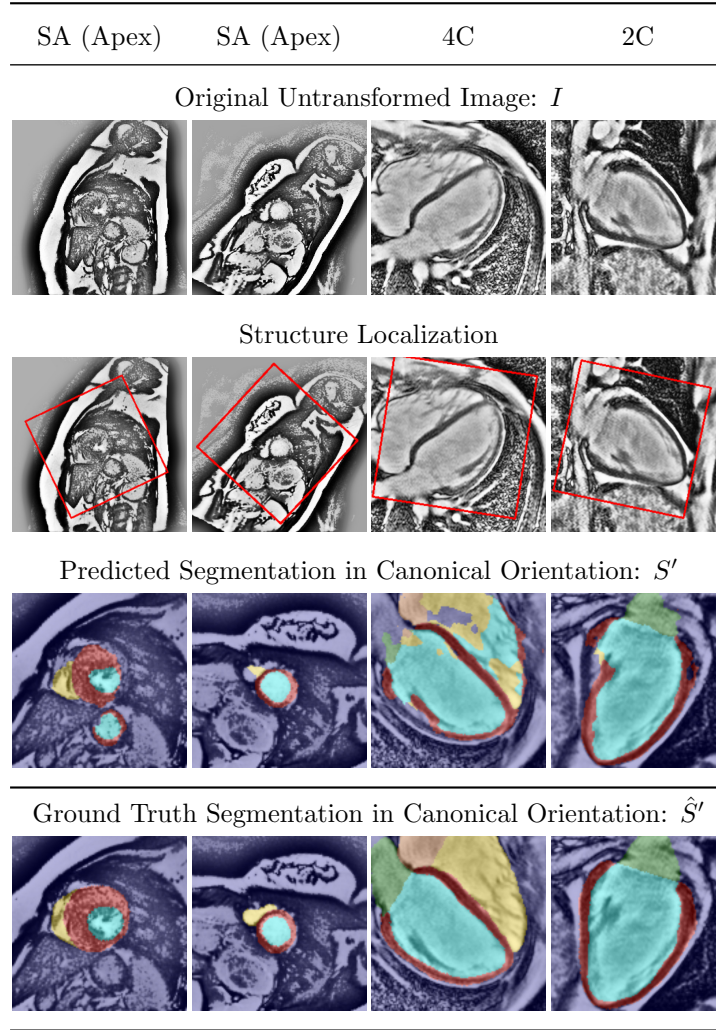 SA (Apex) SA (Apex) 4C 2C
Original Untransformed Image: I
Structure Localization
Predicted Segmentation in Canonical Orientation: S′
Ground Truth Segmentation in Canonical Orientation: Ŝ′